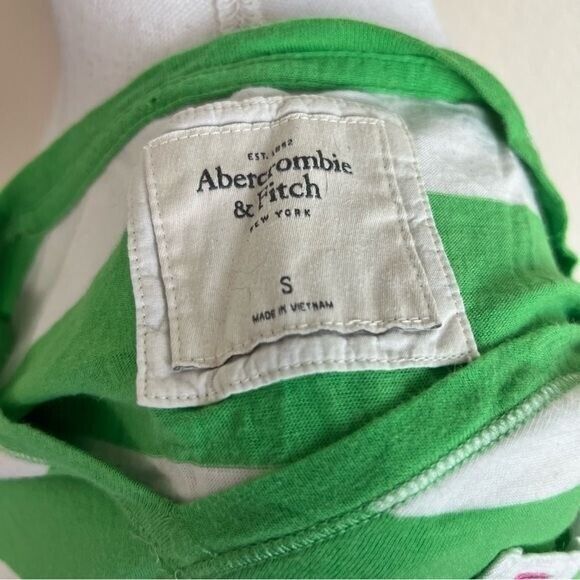 EST. 1892
Abercrombie
& Fitch
NEW YORK
S
MADE IN VIETNAM